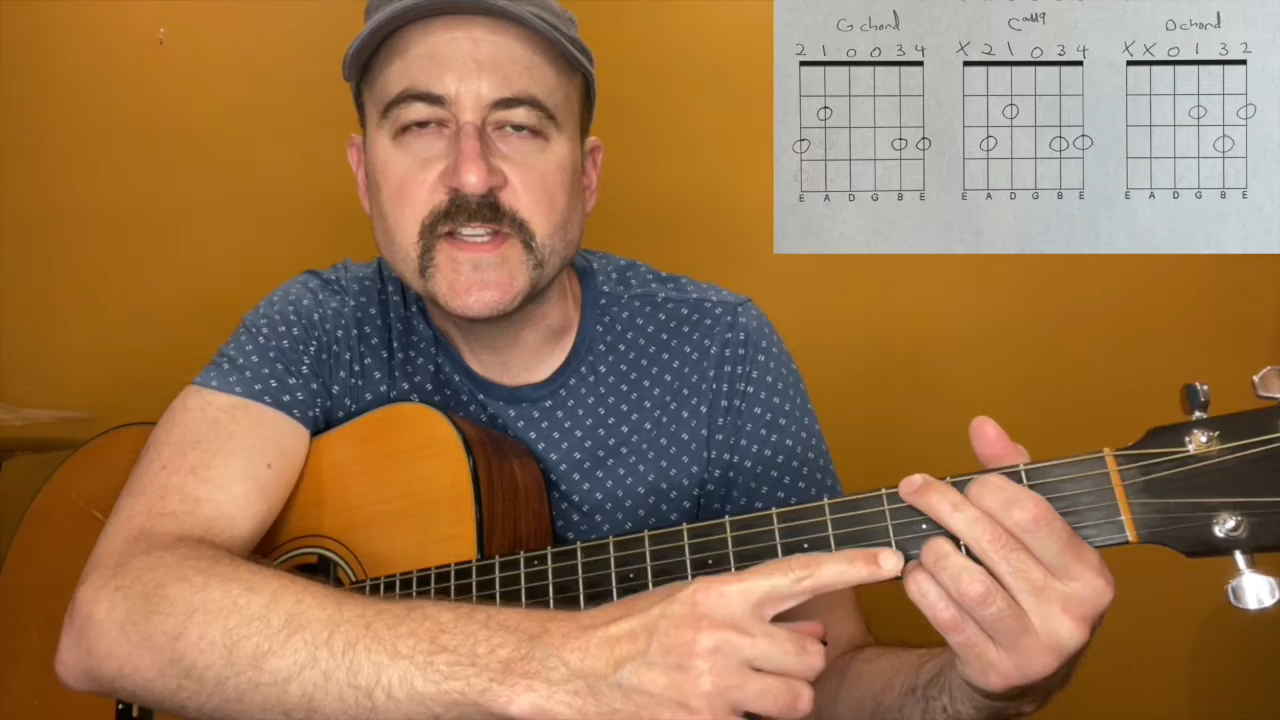 G chord
2 1 0 0 3 4
E A D G B E
Cadd9
X 2 1 0 3 4
E A D G B E
D chord
X X 0 1 3 2
E A D G B E